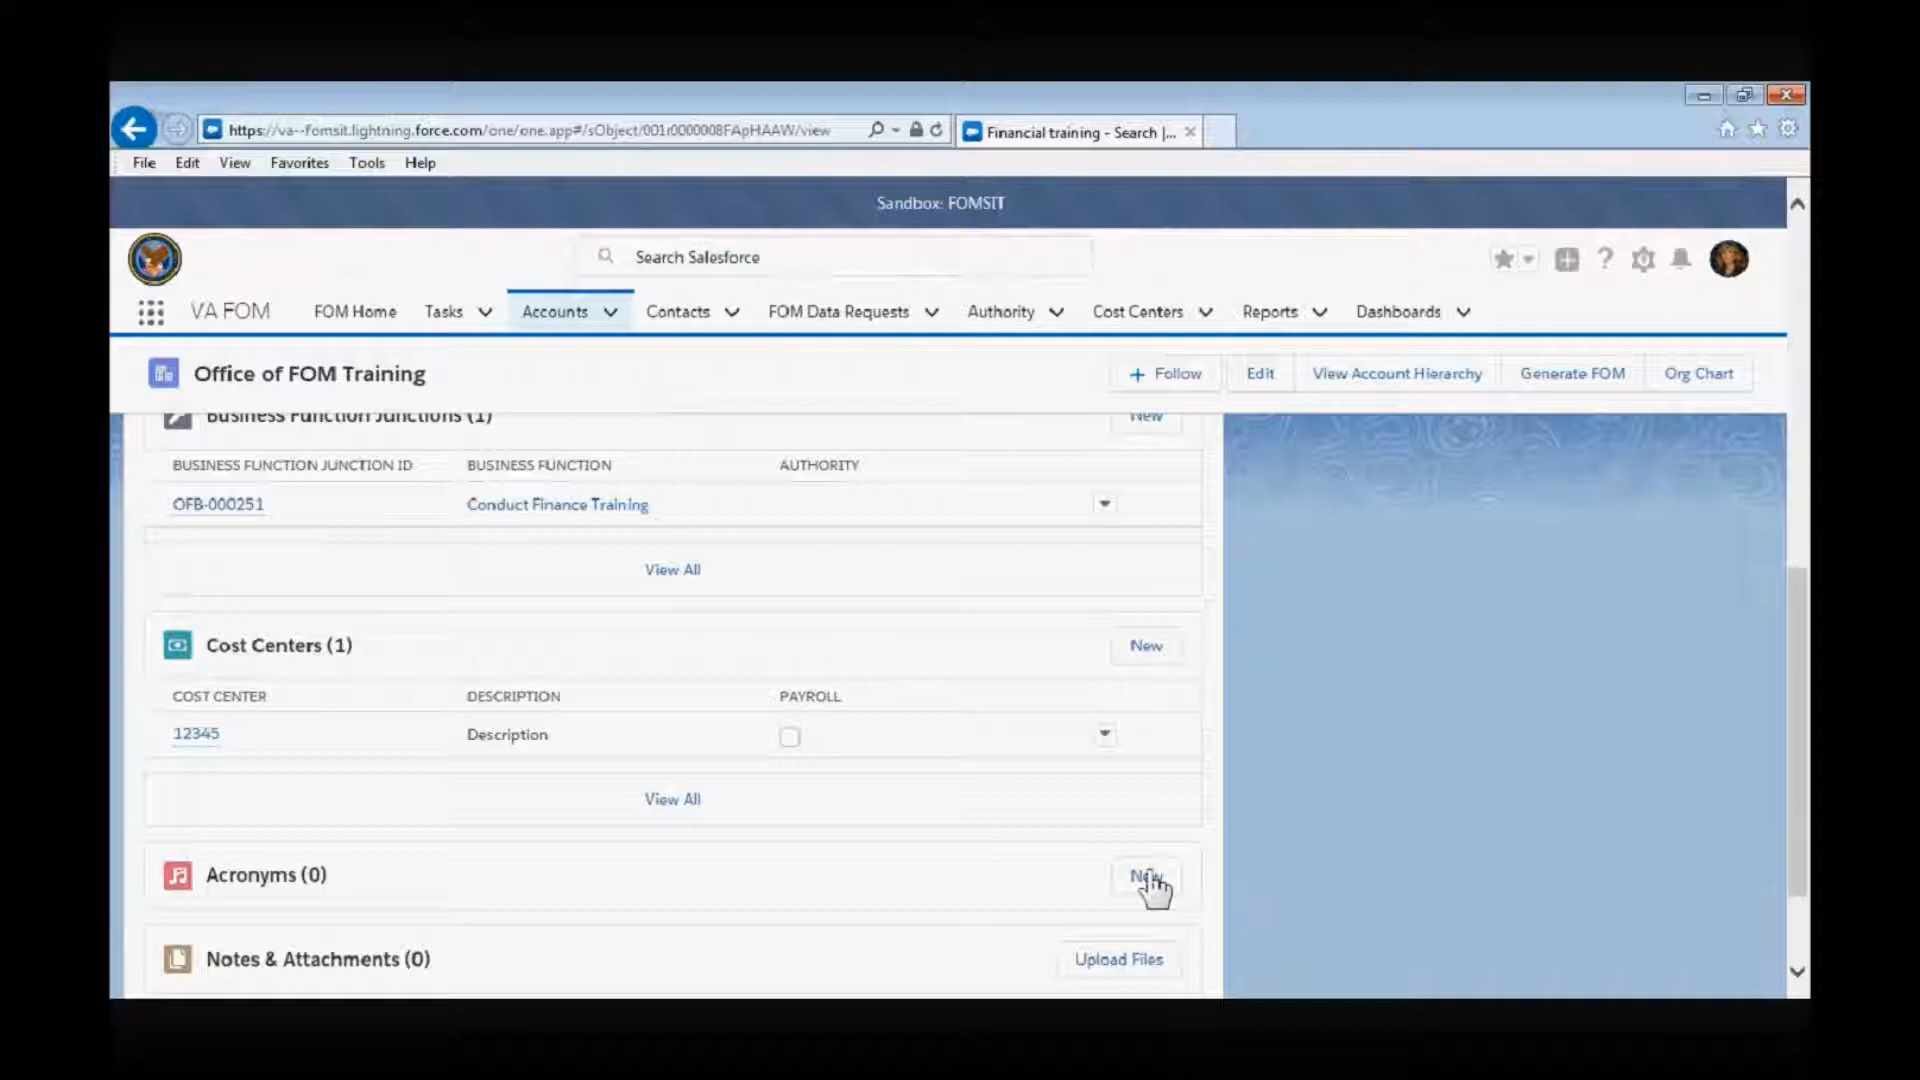 https://va--fomsit.lightning.force.com/one/one.app#/sObject/001r0000008FApHAAW/view
Financial training - Search |...
File Edit View Favorites Tools Help
Sandbox: FOMSIT
Search Salesforce
VA FOM FOM Home Tasks Accounts Contacts FOM Data Requests Authority Cost Centers Reports Dashboards
Office of FOM Training + Follow Edit View Account Hierarchy Generate FOM Org Chart
Business Function Junctions (1) New
BUSINESS FUNCTION JUNCTION ID BUSINESS FUNCTION AUTHORITY
OFB-000251 Conduct Finance Training
View All
Cost Centers (1) New
COST CENTER DESCRIPTION PAYROLL
12345 Description
View All
Acronyms (0) New
Notes & Attachments (0) Upload Files